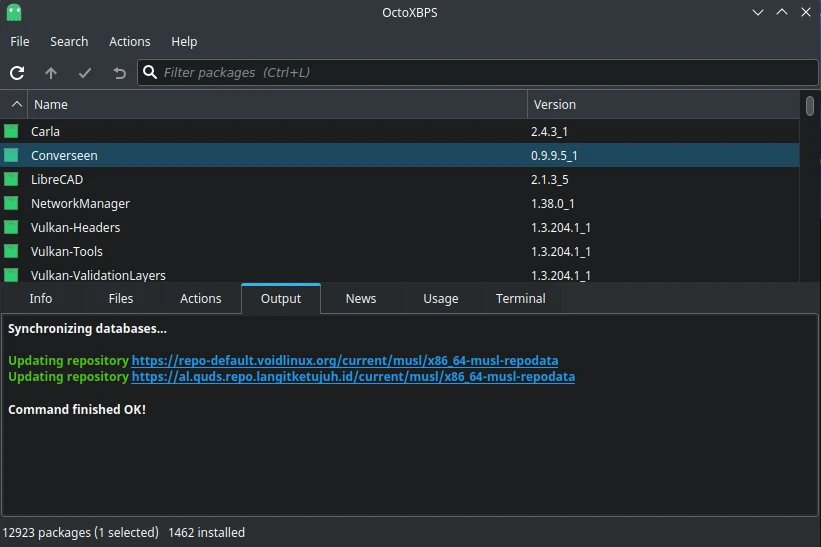 OctoXBPS
File Search Actions Help
Filter packages (Ctrl+L)
Name Version
Carla 2.4.3_1
Converseen 0.9.9.5_1
LibreCAD 2.1.3_5
NetworkManager 1.38.0_1
Vulkan-Headers 1.3.204.1_1
Vulkan-Tools 1.3.204.1_1
Vulkan-ValidationLayers 1.3.204.1_1
Info Files Actions Output News Usage Terminal
Synchronizing databases...
Updating repository https://repo-default.voidlinux.org/current/musl/x86_64-musl-repodata
Updating repository https://al.quds.repo.langitketujuh.id/current/musl/x86_64-musl-repodata
Command finished OK!
12923 packages (1 selected) 1462 installed